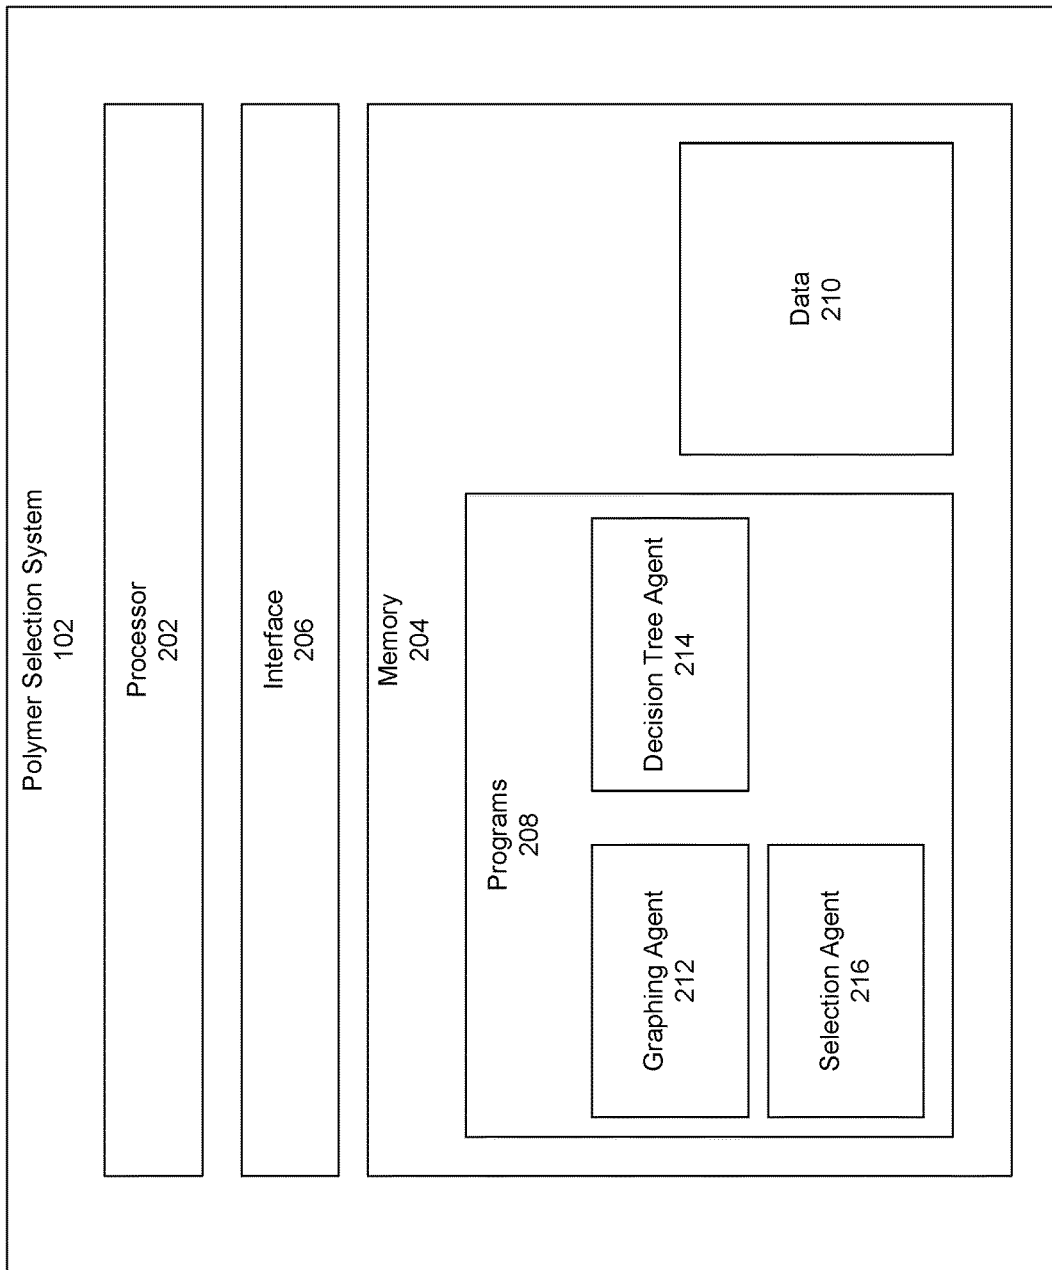 Polymer Selection System
102
Processor
202
Interface
206
Memory
204
Programs
208
Graphing Agent
212
Decision Tree Agent
214
Selection Agent
216
Data
210